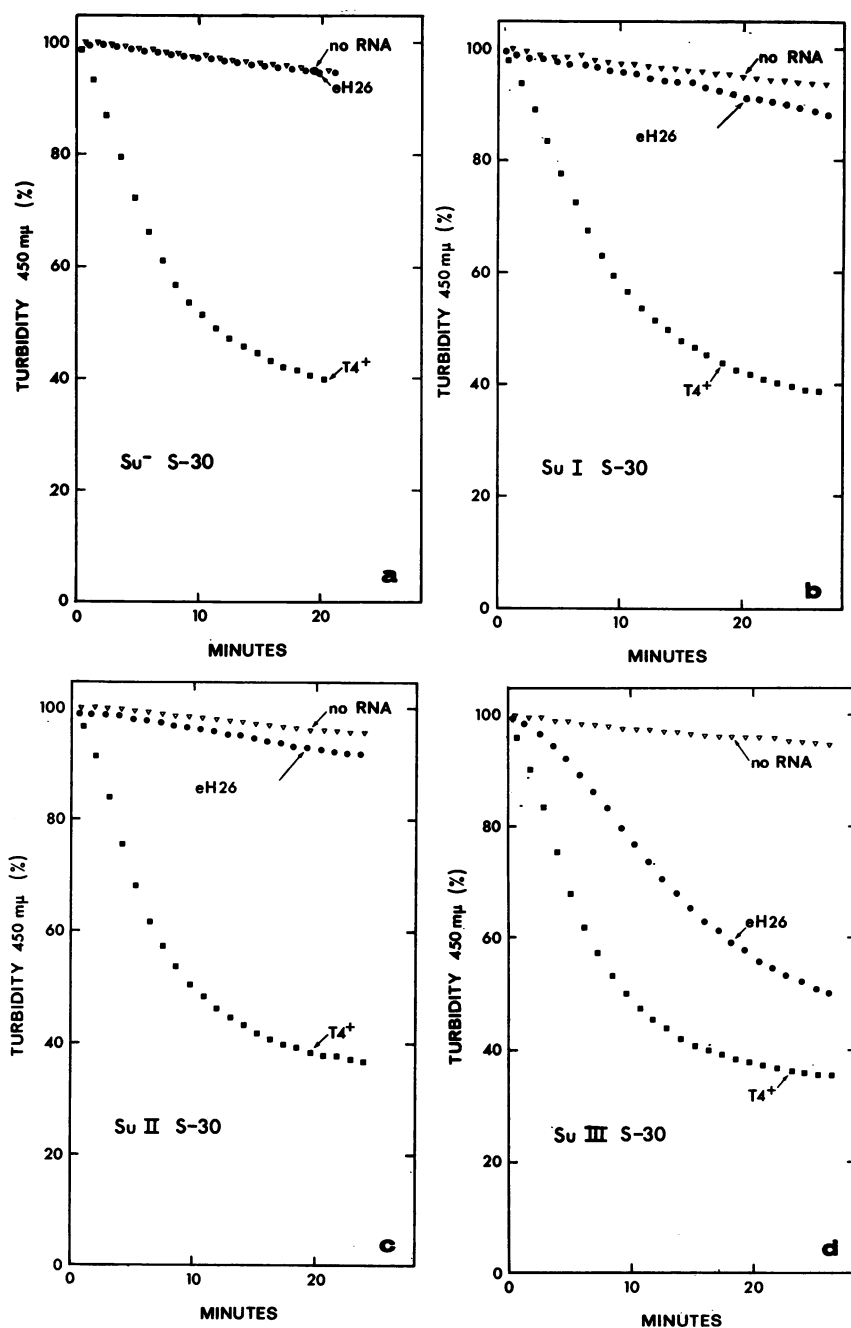 TURBIDITY 450 mμ (%)
100
80
60
40
20
0
no RNA
eH26
T4+
Su- S-30
a
0 10 20
MINUTES
TURBIDITY 450 mμ (%)
100
80
60
40
20
0
no RNA
eH26
T4+
Su I S-30
b
0 10 20
MINUTES
TURBIDITY 450 mμ (%)
100
80
60
40
20
0
no RNA
eH26
T4+
Su II S-30
c
0 10 20
MINUTES
TURBIDITY 450 mμ (%)
100
80
60
40
20
0
no RNA
eH26
T4+
Su III S-30
d
0 10 20
MINUTES